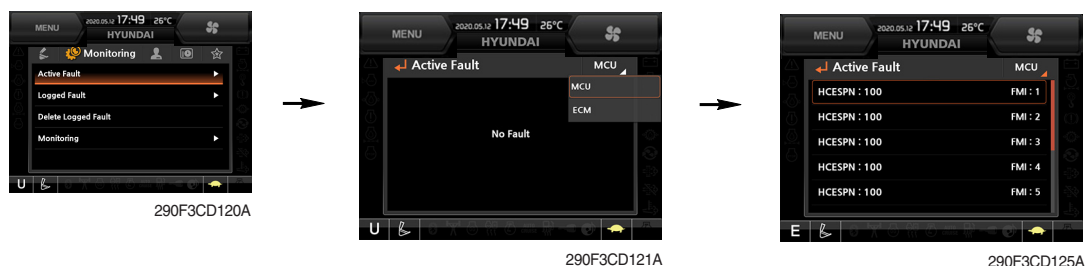 MENU
2020.05.12 17:49 26°C
HYUNDAI
Monitoring
Active Fault
Logged Fault
Delete Logged Fault
Monitoring
U
290F3CD120A
MENU
2020.05.12 17:49 26°C
HYUNDAI
Active Fault MCU
MCU
ECM
No Fault
U
290F3CD121A
MENU
2020.05.12 17:49 26°C
HYUNDAI
Active Fault MCU
HCESPN : 100 FMI : 1
HCESPN : 100 FMI : 2
HCESPN : 100 FMI : 3
HCESPN : 100 FMI : 4
HCESPN : 100 FMI : 5
E
290F3CD125A